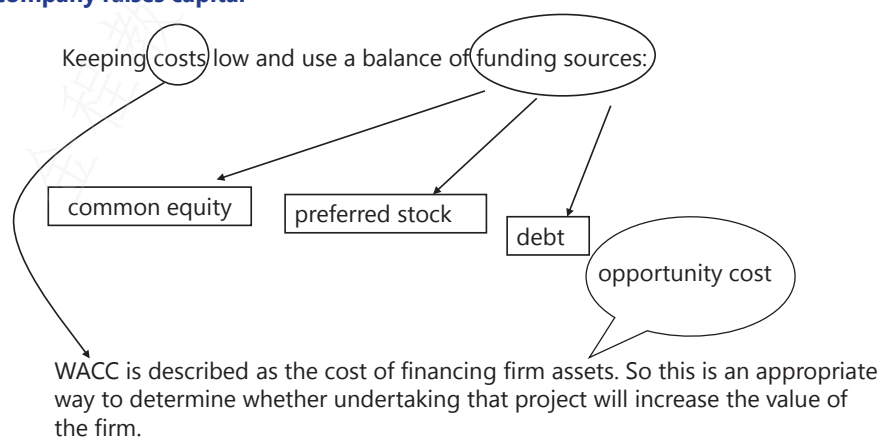 company raises capital
Keeping costs low and use a balance of funding sources:
common equity
preferred stock
debt
opportunity cost
WACC is described as the cost of financing firm assets. So this is an appropriate
way to determine whether undertaking that project will increase the value of
the firm.